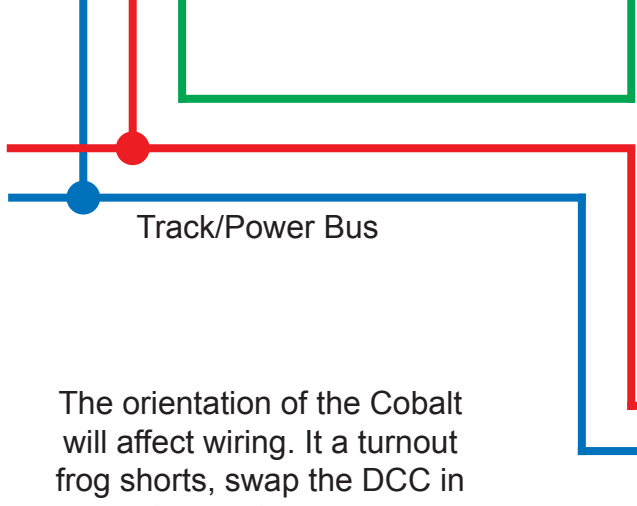 Track/Power Bus
The orientation of the Cobalt
will affect wiring. It a turnout
frog shorts, swap the DCC in